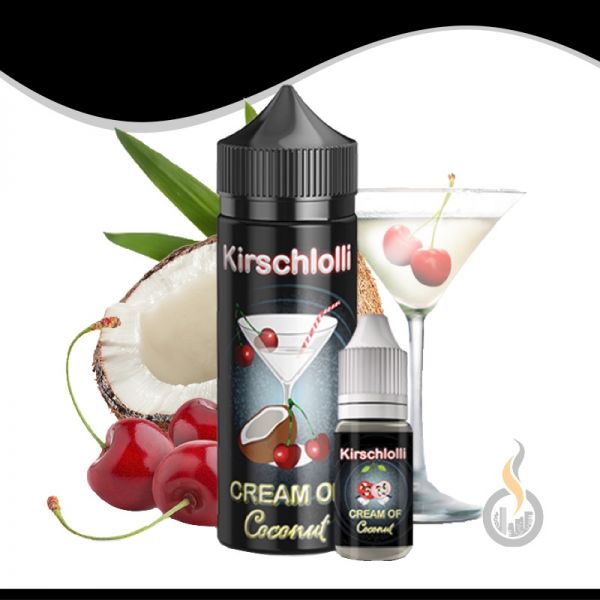 Kirschlolli
CREAM OF
Coconut
Kirschlolli
CREAM OF
Coconut